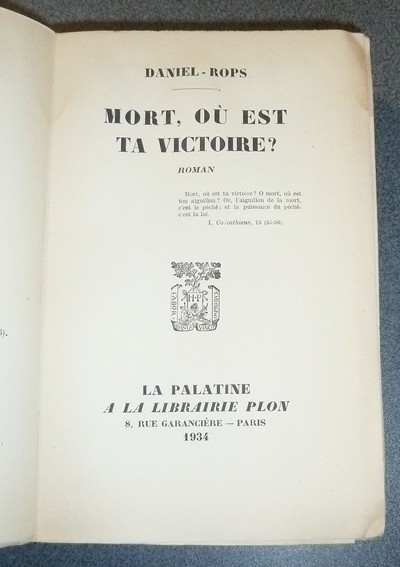 DANIEL-ROPS
MORT, OÙ EST
TA VICTOIRE?
ROMAN
Mort, où est ta victoire? O mort, où est
ton aiguillon? Or, l'aiguillon de la mort,
c'est le péché; et la puissance du péché,
c'est la loi.
I, Corinthiens, 15 (55-56).
LABOR
H·P
LA PALATINE
A LA LIBRAIRIE PLON
8, RUE GARANCIÈRE — PARIS
1934